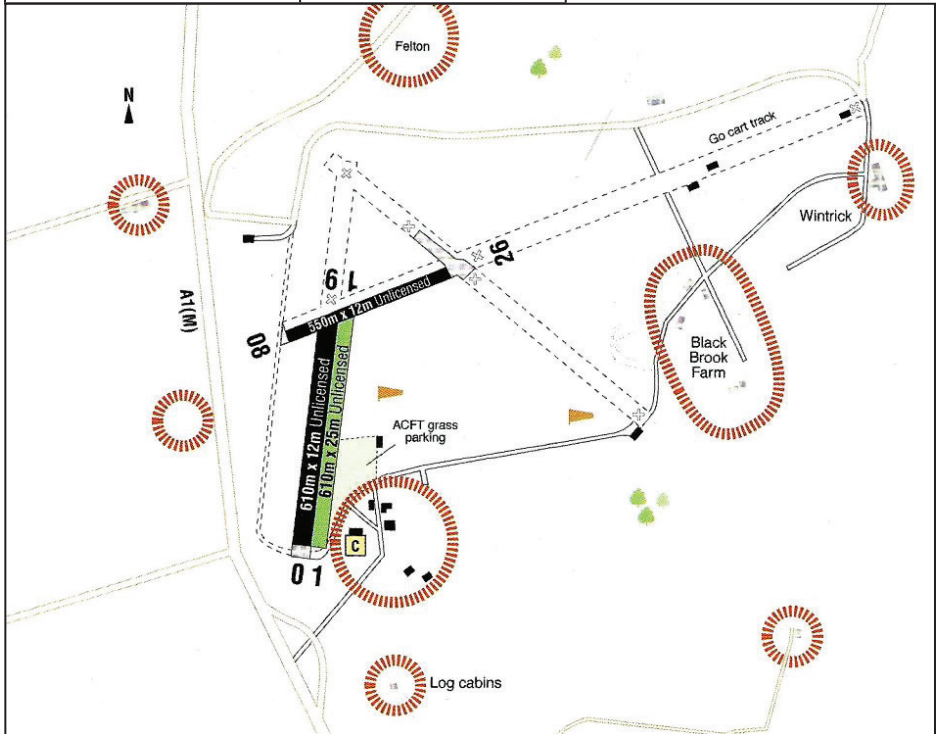 Felton
N
Go cart track
Wintrick
26
19
550m x 12m Unlicensed
A1(M)
08
Black
Brook
Farm
610m x 12m Unlicensed
610m x 25m Unlicensed
ACFT grass
parking
C
01
Log cabins